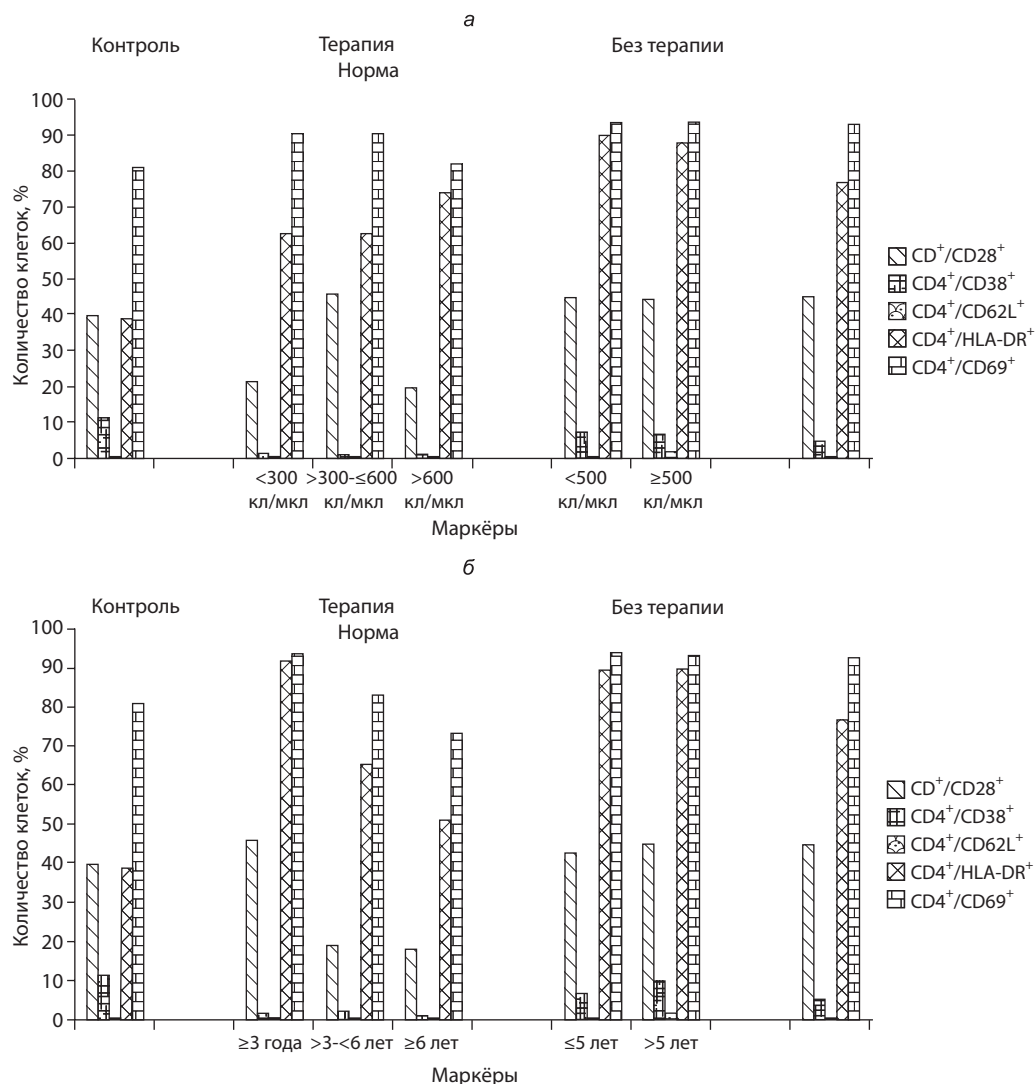 а
Контроль Терапия Без терапии
Норма
Количество клеток, %
100
90
80
70
60
50
40
30
20
10
0
<300 >300-≤600 >600 <500 ≥500
кл/мкл кл/мкл кл/мкл кл/мкл кл/мкл
Маркёры
CD⁺/CD28⁺
CD4⁺/CD38⁺
CD4⁺/CD62L⁺
CD4⁺/HLA-DR⁺
CD4⁺/CD69⁺
б
Контроль Терапия Без терапии
Норма
Количество клеток, %
100
90
80
70
60
50
40
30
20
10
0
≥3 года >3-<6 лет ≥6 лет ≤5 лет >5 лет
Маркёры
CD⁺/CD28⁺
CD4⁺/CD38⁺
CD4⁺/CD62L⁺
CD4⁺/HLA-DR⁺
CD4⁺/CD69⁺